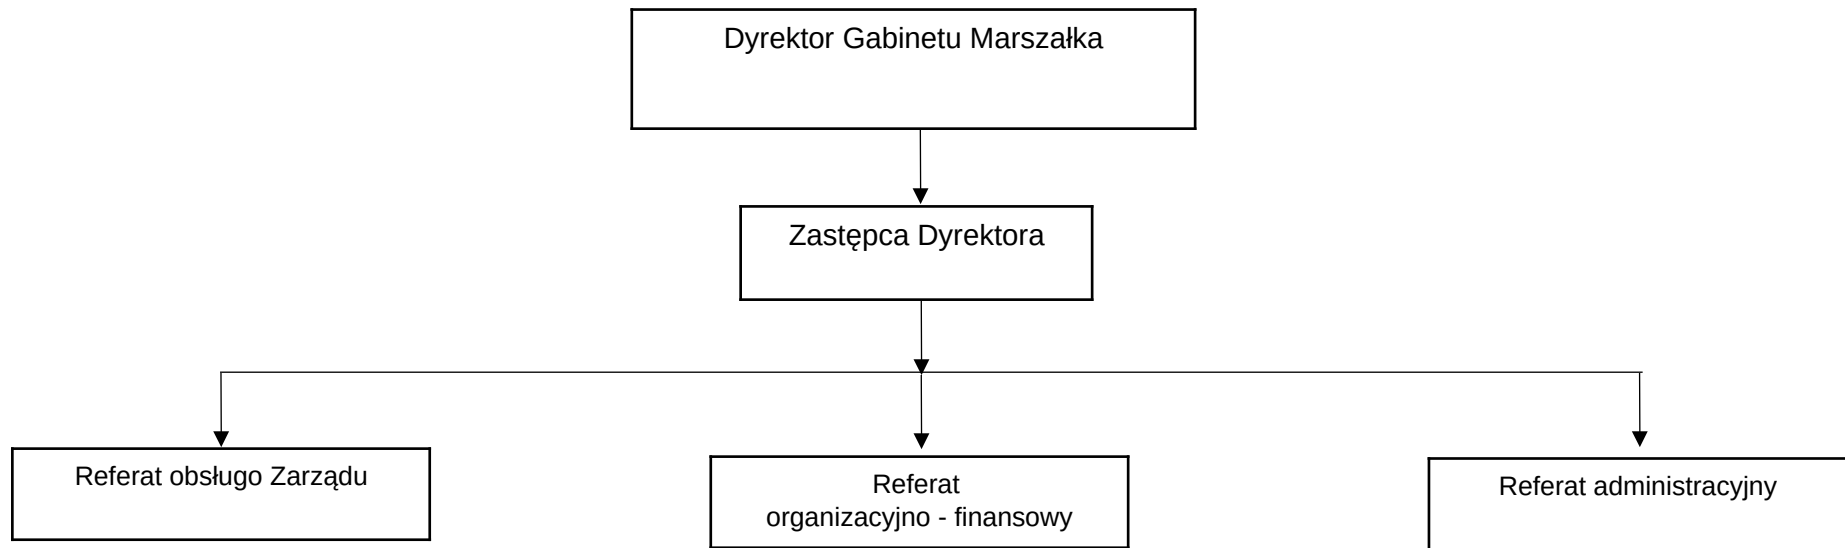 Dyrektor Gabinetu Marszałka
Zastępca Dyrektora
Referat obsługo Zarządu
Referat
organizacyjno - finansowy
Referat administracyjny